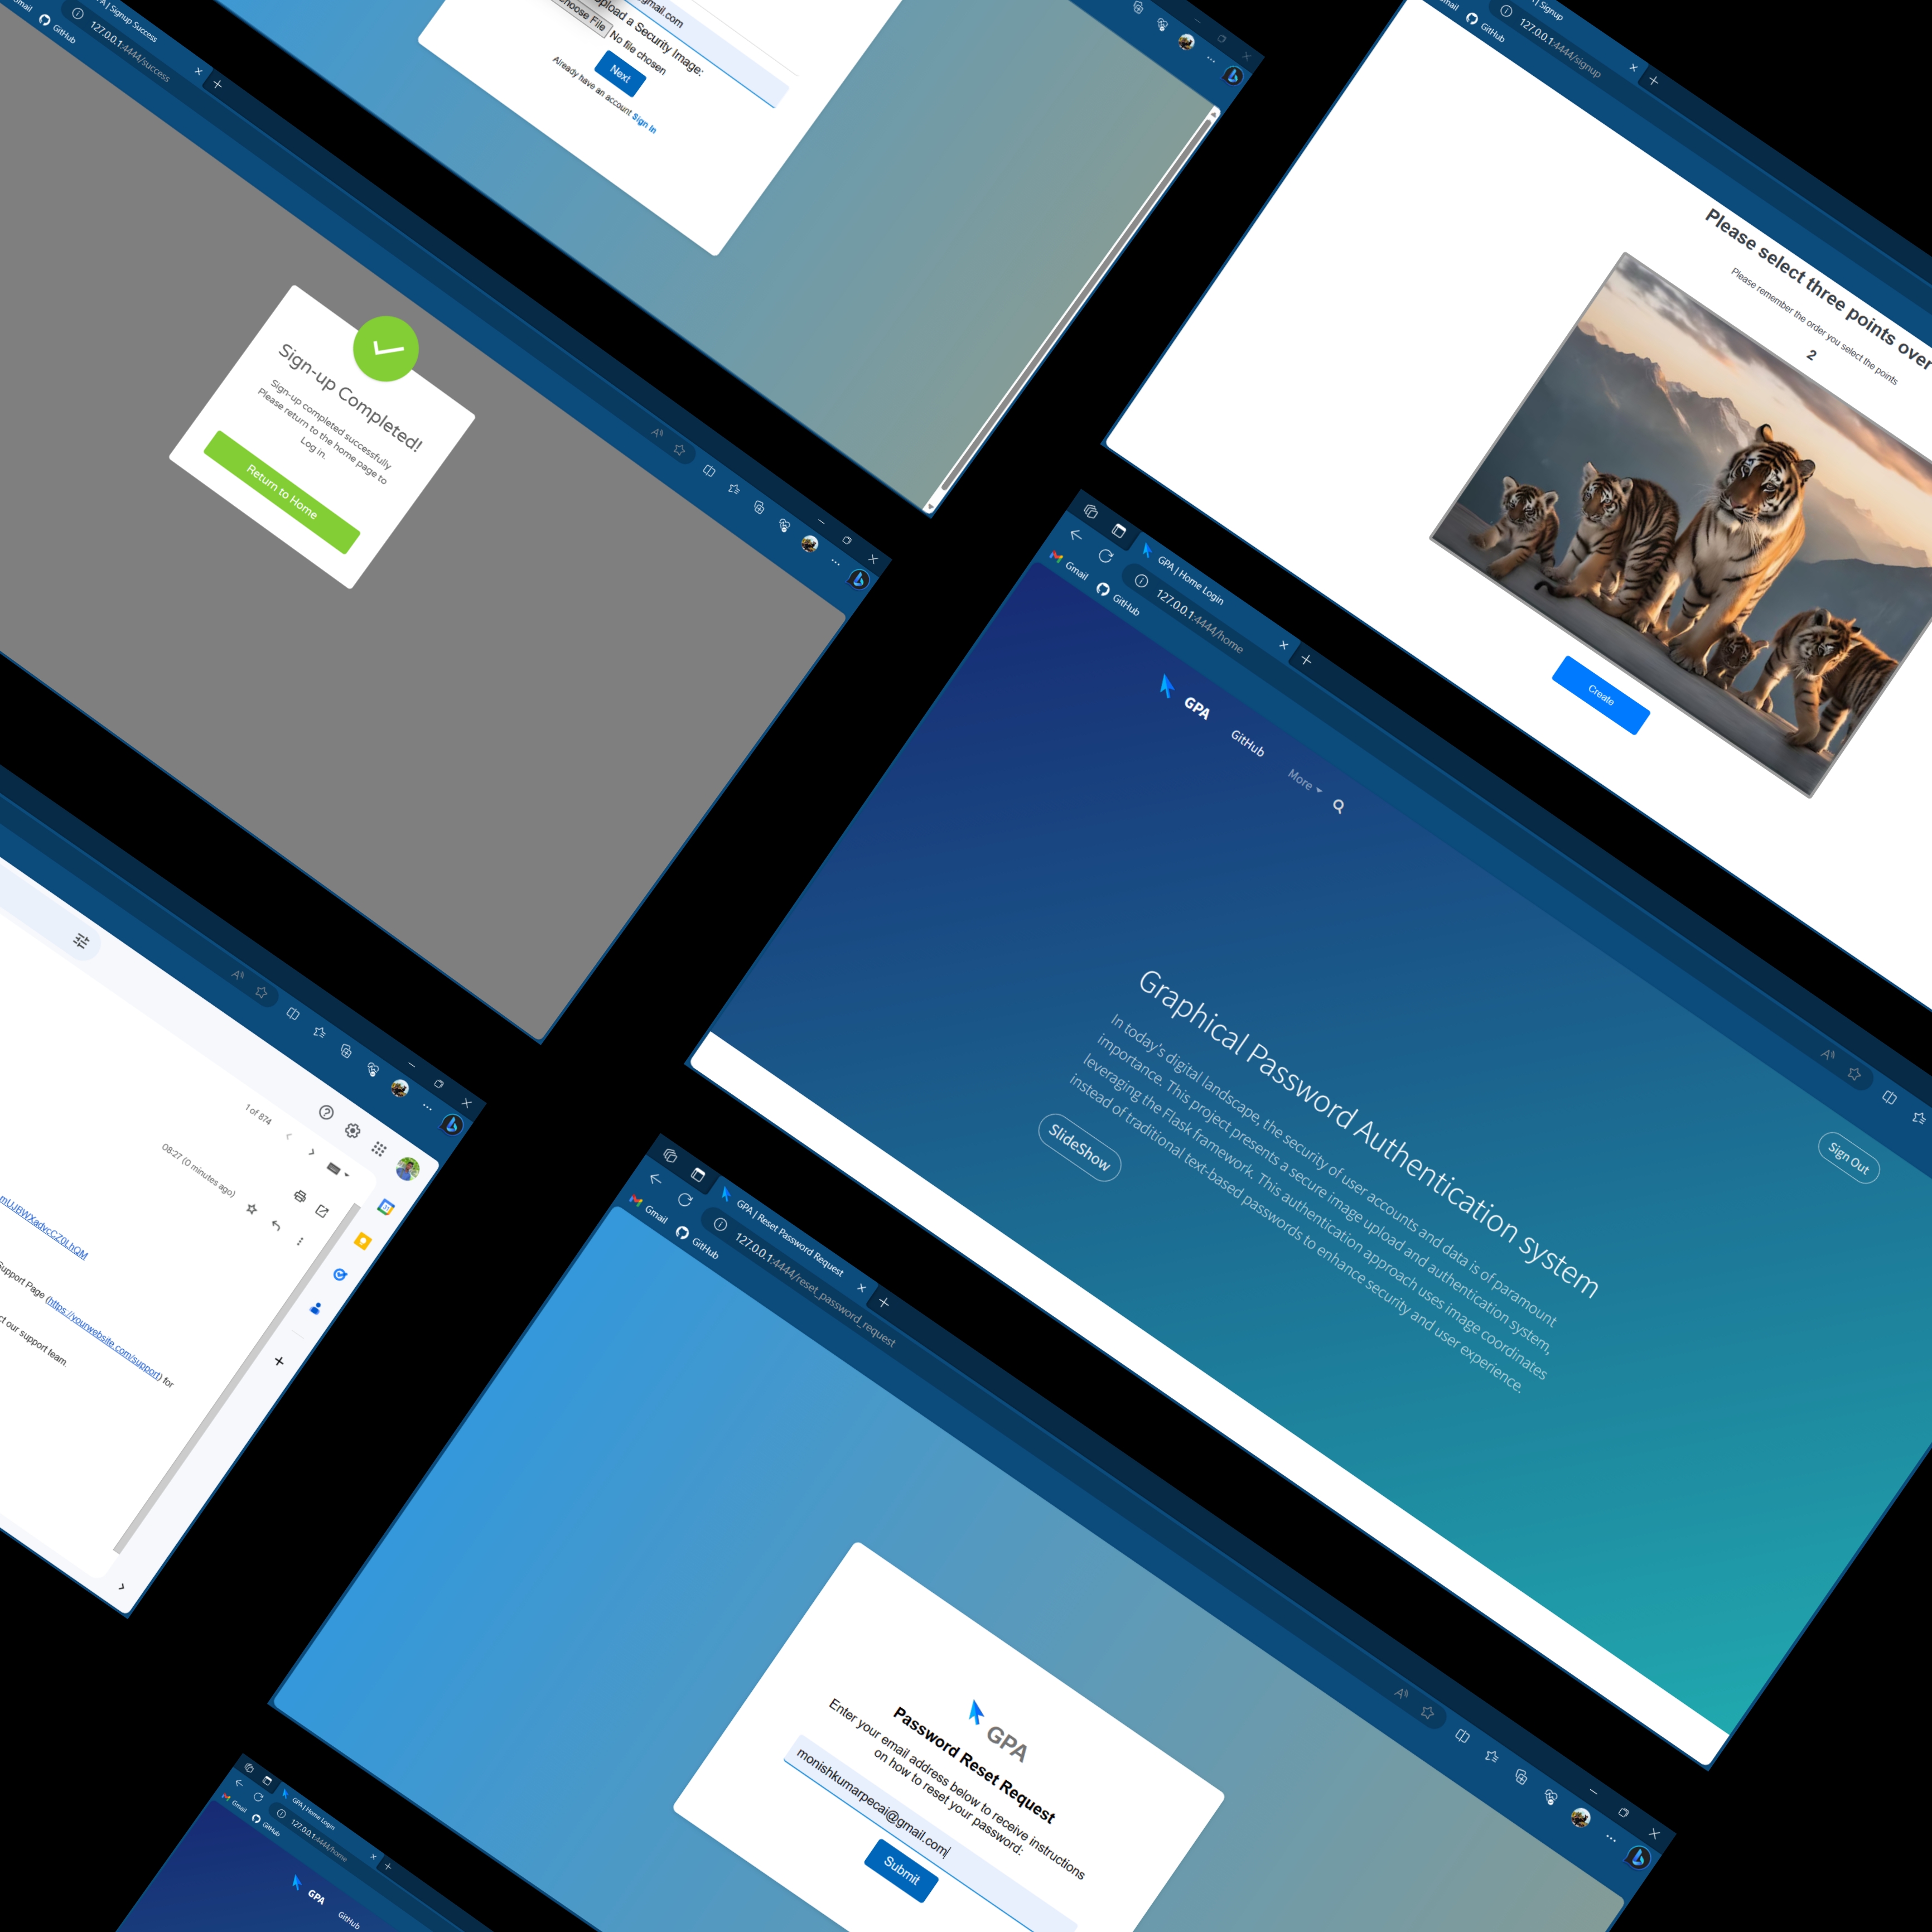 Signup Success
127.0.0.1:4444/success
GitHub
Sign-up Completed!
Sign-up completed successfully
Please return to the home page to
Log in.
Return to Home
gmail.com
pload a Security Image:
hoose File No file chosen
Next
Already have an account Sign In
Signup
127.0.0.1:4444/signup
GitHub
Please select three points over
Please remember the order you select the points
2
Create
GPA | Home Login
127.0.0.1:4444/home
Gmail
GitHub
GPA
GitHub
More
Sign Out
Graphical Password Authentication system
In today's digital landscape, the security of user accounts and data is of paramount
importance. This project presents a secure image upload and authentication system,
leveraging the Flask framework. This authentication approach uses image coordinates
instead of traditional text-based passwords to enhance security and user experience.
SlideShow
1 of 874
08:27 (0 minutes ago)
mUJBWXadvcCZ0LhQM
Support Page (https://yourwebsite.com/support) for
ct our support team.
GPA | Reset Password Request
127.0.0.1:4444/reset_password_request
Gmail
GitHub
GPA
Password Reset Request
Enter your email address below to receive instructions
on how to reset your password:
monishkumarpecai@gmail.com
Submit
GPA | Home Login
127.0.0.1:4444/home
Gmail
GitHub
GPA
GitHub